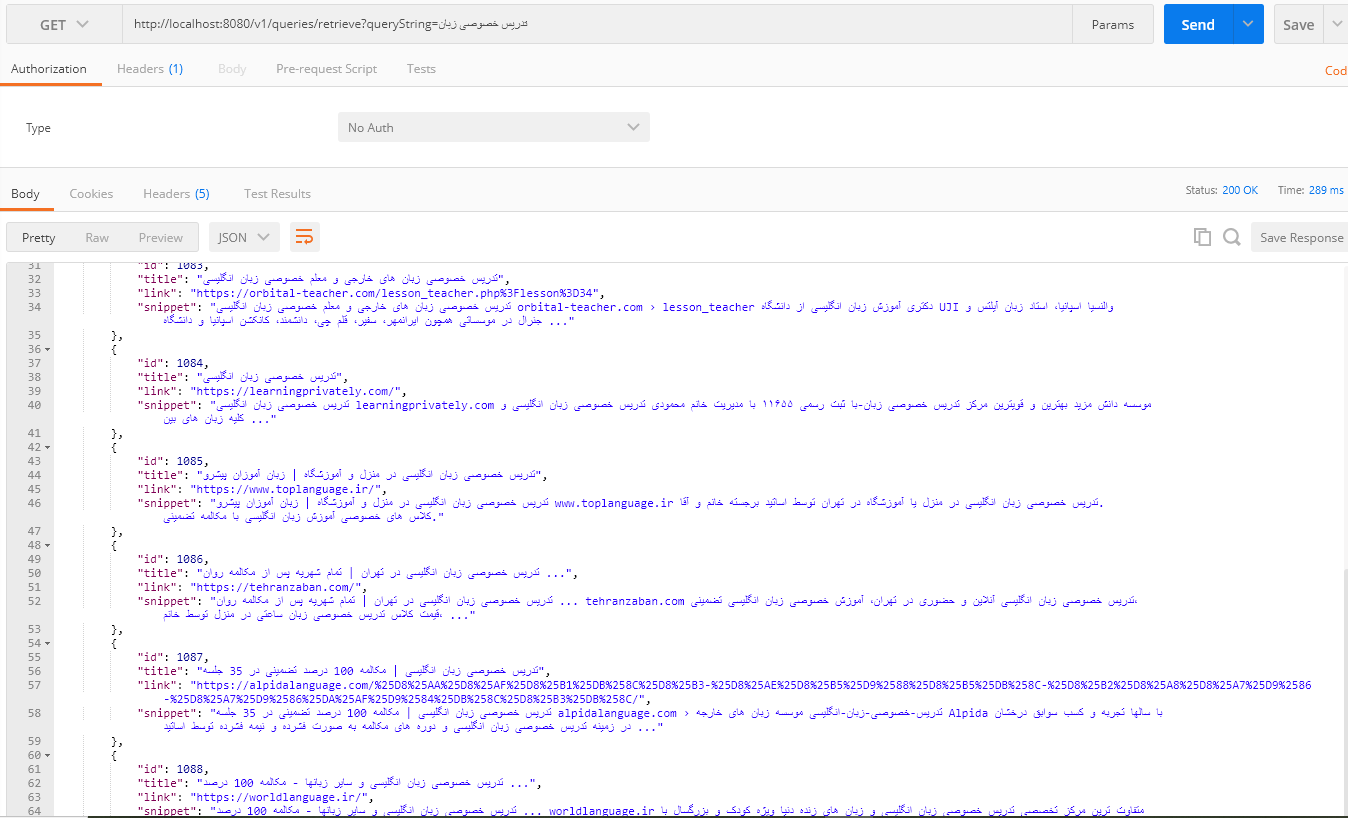 GET
http://localhost:8080/v1/queries/retrieve?queryString=تدریس خصوصی زبان
Params
Send
Save
Authorization
Headers (1)
Body
Pre-request Script
Tests
Cod
Type
No Auth
Body
Cookies
Headers (5)
Test Results
Status: 200 OK
Time: 289 ms
Pretty
Raw
Preview
JSON
Save Response
31 "id": 1083,
32 "title": "تدریس خصوصی زبان های خارجی و معلم خصوصی زبان انگلیسی",
33 "link": "https://orbital-teacher.com/lesson_teacher.php%3Flesson%3D34",
34 "snippet": "تدریس خصوصی زبان های خارجی و معلم خصوصی زبان انگلیسی orbital-teacher.com › lesson_teacher دکتری آموزش زبان انگلیسی از دانشگاه UJI والنسیا اسپانیا، استاد زبان آیلتس و
جنرال در موسساتی همچون ایرانمهر، سفیر، قلم چی، دانشمند، کانکشن اسپانیا و دانشگاه ..."
35 },
36 {
37 "id": 1084,
38 "title": "تدریس خصوصی زبان انگلیسی",
39 "link": "https://learningprivately.com/",
40 "snippet": "تدریس خصوصی زبان انگلیسی learningprivately.com موسسه دانش مزید بهترین و قویترین مرکز تدریس خصوصی زبان-با ثبت رسمی ۱۱۶۵۵ با مدیریت خانم محمودی تدریس خصوصی زبان انگلیسی و
کلیه زبان های بین ..."
41 },
42 {
43 "id": 1085,
44 "title": "تدریس خصوصی زبان انگلیسی در منزل و آموزشگاه | زبان آموزان پیشرو",
45 "link": "https://www.toplanguage.ir/",
46 "snippet": "تدریس خصوصی زبان انگلیسی در منزل و آموزشگاه | زبان آموزان پیشرو www.toplanguage.ir تدریس خصوصی زبان انگلیسی در منزل یا آموزشگاه در تهران توسط اساتید برجسته خانم و آقا.
کلاس های خصوصی آموزش زبان انگلیسی با مکالمه تضمینی."
47 },
48 {
49 "id": 1086,
50 "title": "تدریس خصوصی زبان انگلیسی در تهران | تمام شهریه پس از مکالمه روان ...",
51 "link": "https://tehranzaban.com/",
52 "snippet": "تدریس خصوصی زبان انگلیسی در تهران | تمام شهریه پس از مکالمه روان ... tehranzaban.com تدریس خصوصی زبان انگلیسی آنلاین و حضوری در تهران، آموزش خصوصی زبان انگلیسی تضمینی،
قیمت کلاس تدریس خصوصی زبان ساعتی در منزل توسط خانم، ..."
53 },
54 {
55 "id": 1087,
56 "title": "تدریس خصوصی زبان انگلیسی | مکالمه 100 درصد تضمینی در 35 جلسه",
57 "link": "https://alpidalanguage.com/%25D8%25AA%25D8%25AF%25D8%25B1%25DB%258C%25D8%25B3-%25D8%25AE%25D8%25B5%25D9%2588%25D8%25B5%25DB%258C-%25D8%25B2%25D8%25A8%25D8%25A7%25D9%2586
-%25D8%25A7%25D9%2586%25DA%25AF%25D9%2584%25DB%258C%25D8%25B3%25DB%258C/",
58 "snippet": "تدریس خصوصی زبان انگلیسی | مکالمه 100 درصد تضمینی در 35 جلسه alpidalanguage.com › تدریس-خصوصی-زبان-انگلیسی موسسه زبان های خارجه Alpida با سالها تجربه و کسب سوابق درخشان
در زمینه تدریس خصوصی زبان انگلیسی و دوره های مکالمه به صورت فشرده و نیمه فشرده توسط اساتید ..."
59 },
60 {
61 "id": 1088,
62 "title": "تدریس خصوصی زبان انگلیسی و سایر زبانها - مکالمه 100 درصد ...",
63 "link": "https://worldlanguage.ir/",
64 "snippet": "تدریس خصوصی زبان انگلیسی و سایر زبانها - مکالمه 100 درصد ... worldlanguage.ir متفاوت ترین مرکز تخصصی تدریس خصوصی زبان انگلیسی و زبان های زنده دنیا ویژه کودک و بزرگسال با